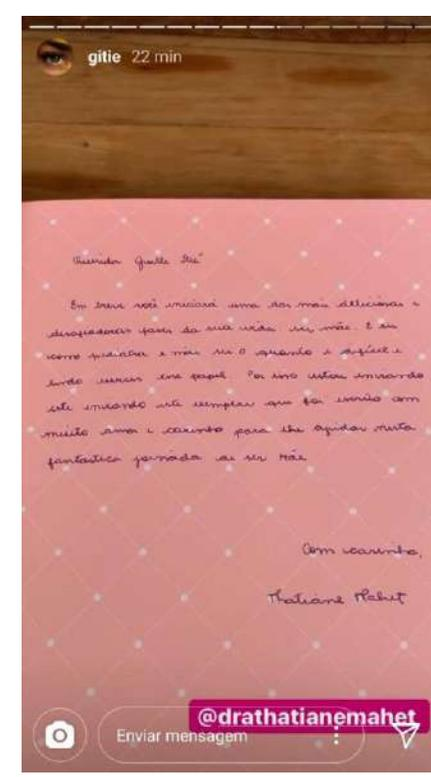 gitie 22 min
Querida Giselle Itié
Em breve você iniciará uma das mais deliciosas e
desafiadoras fases da sua vida ser mãe. E eu
como pediatra e mãe sei o quanto é difícil e
lindo exercer esse papel. Por isso estou enviando
este enviando este exemplar que foi escrito com
muito amor e carinho para lhe ajudar nesta
fantástica jornada de ser Mãe
Com carinho,
Thatiane Mahet
@drathatianemahet
Enviar mensagem